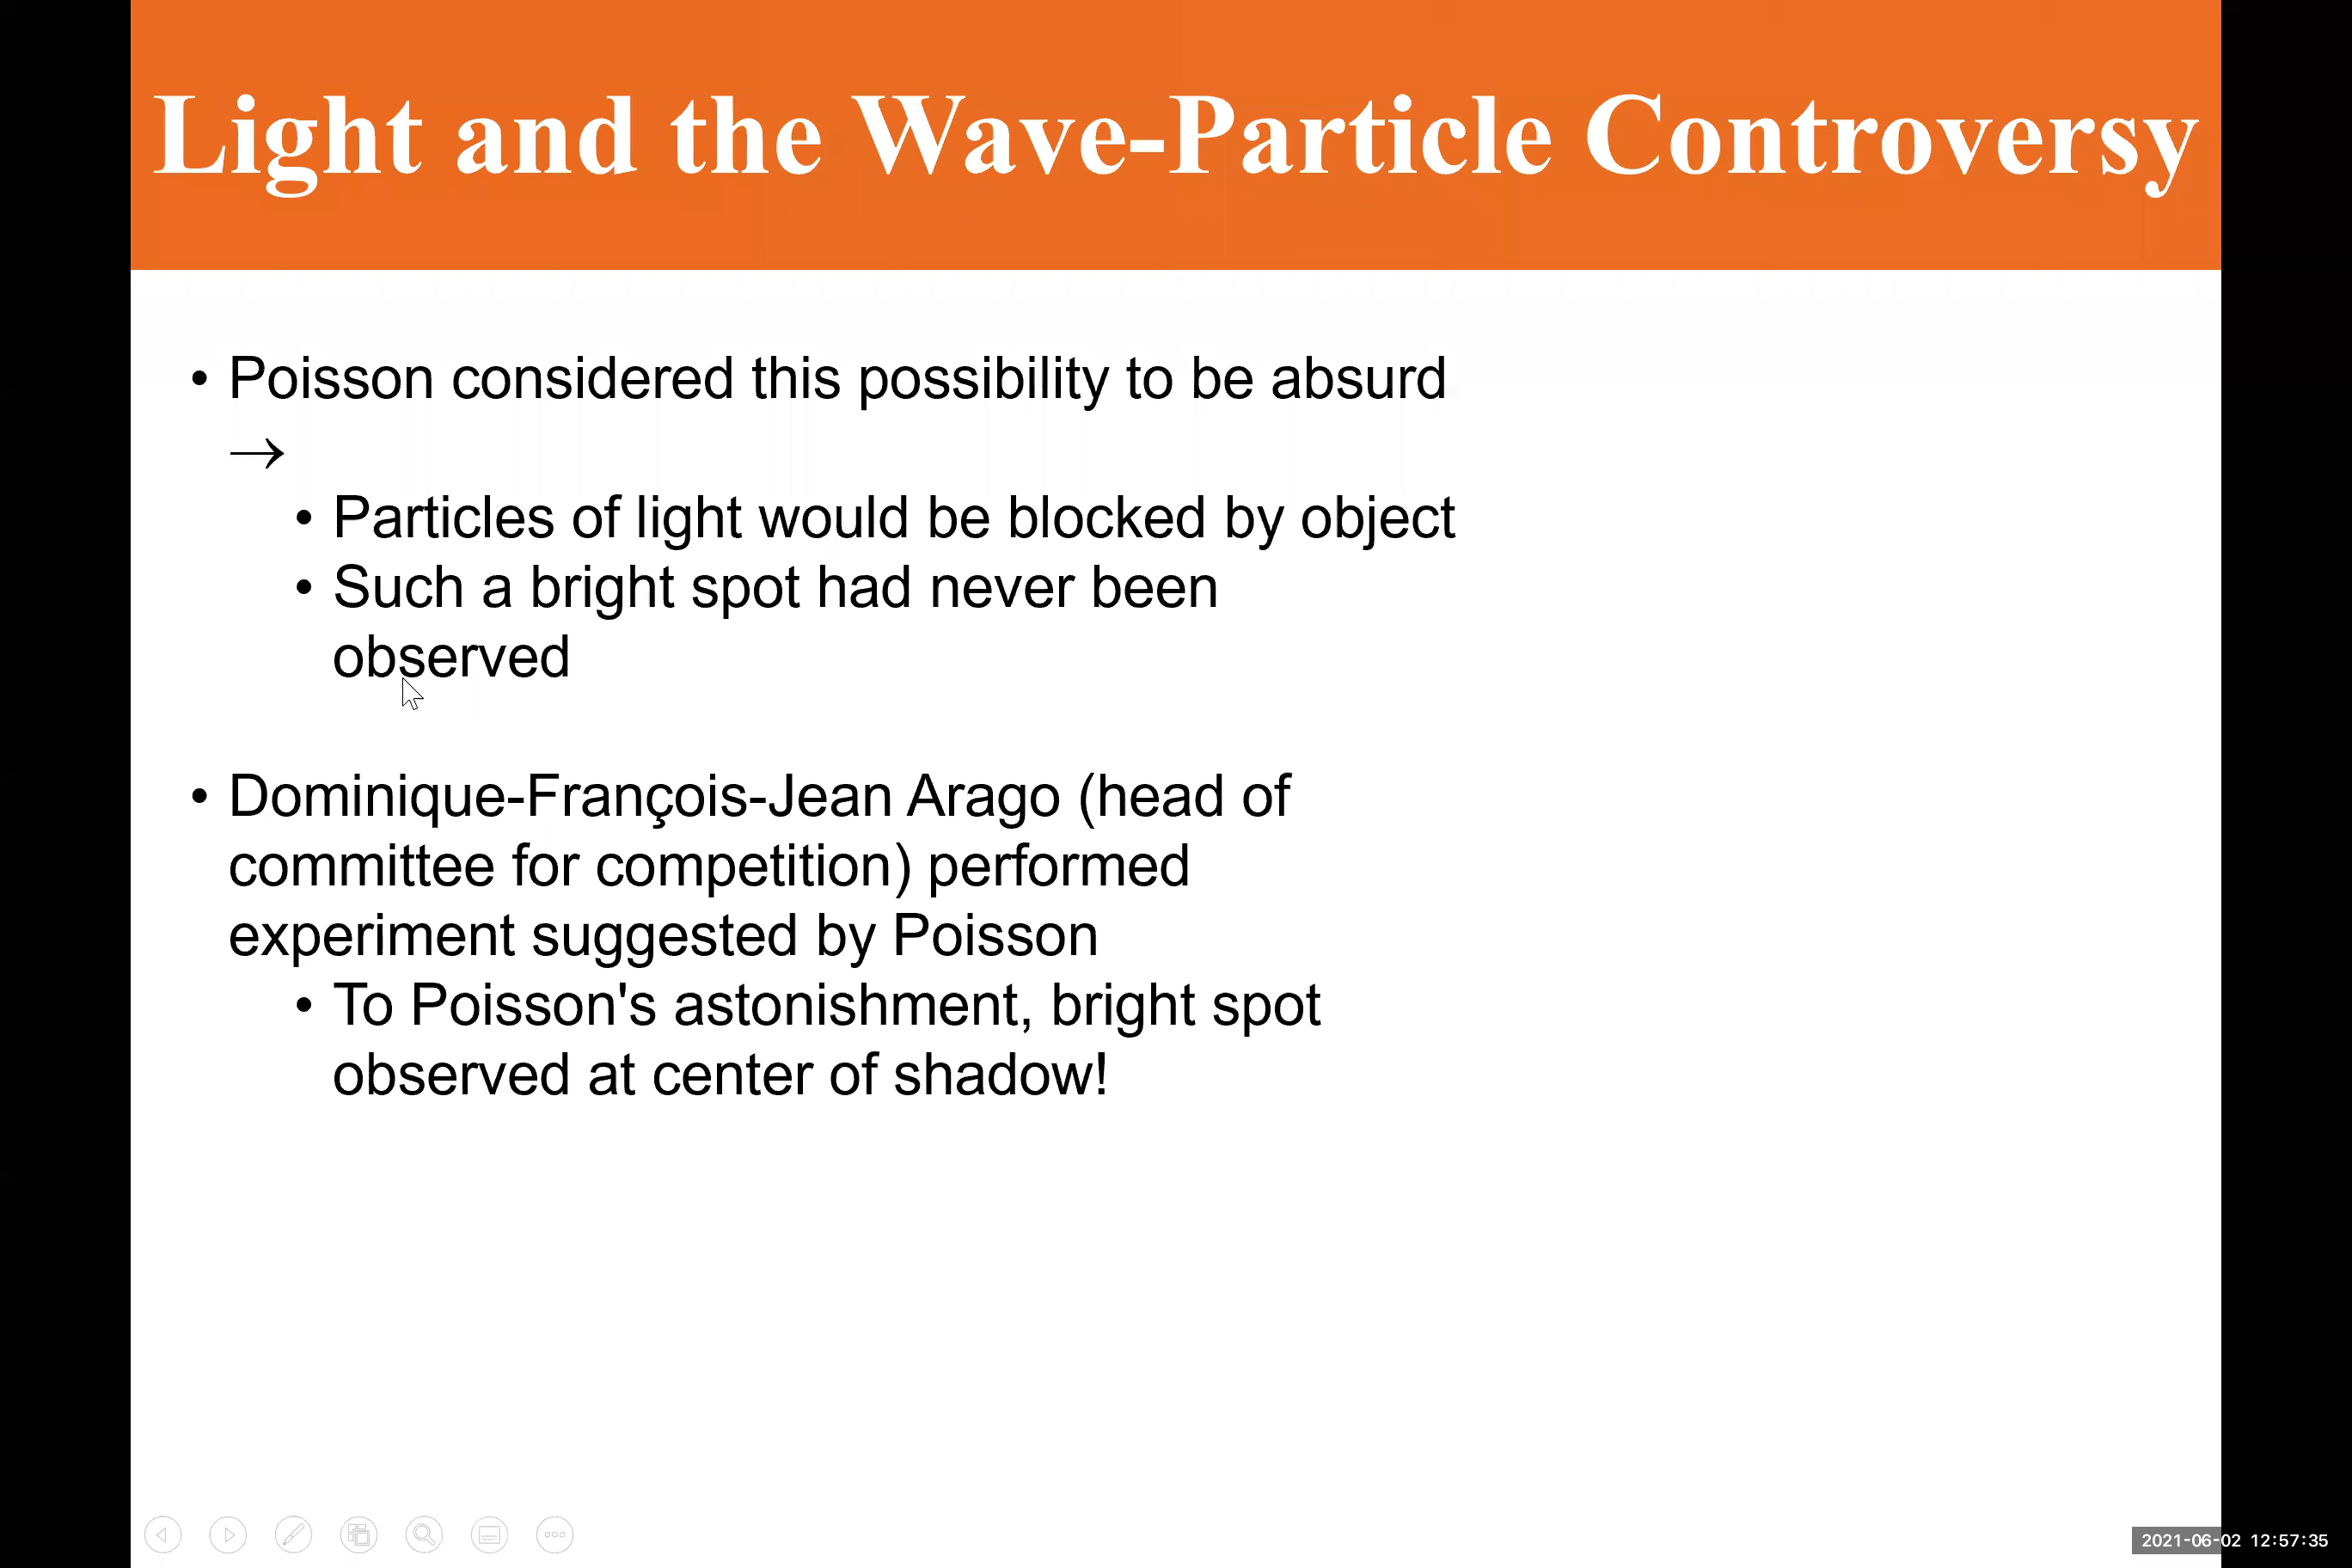 Light and the Wave-Particle Controversy
• Poisson considered this possibility to be absurd
→
• Particles of light would be blocked by object
• Such a bright spot had never been
observed
• Dominique-François-Jean Arago (head of
committee for competition) performed
experiment suggested by Poisson
• To Poisson's astonishment, bright spot
observed at center of shadow!
2021-06-02 12:57:35